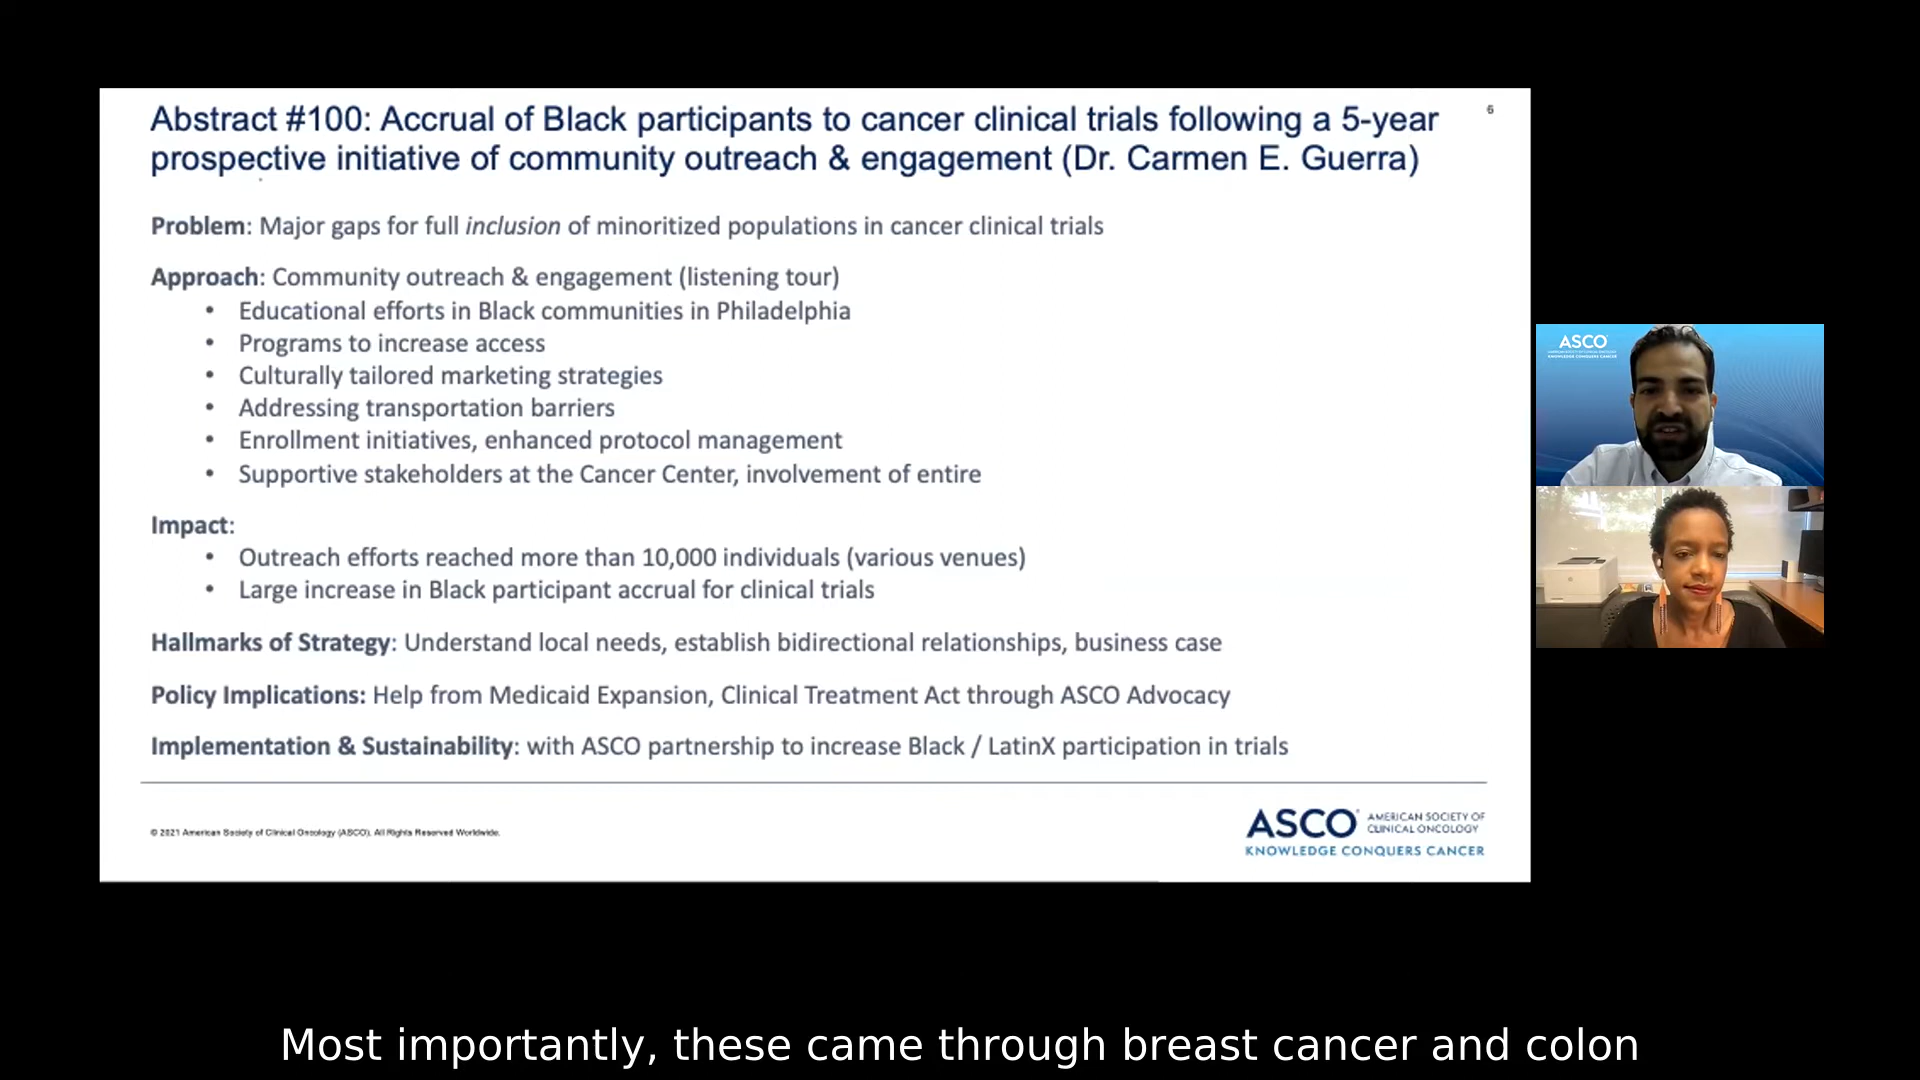 Abstract #100: Accrual of Black participants to cancer clinical trials following a 5-year
prospective initiative of community outreach & engagement (Dr. Carmen E. Guerra)
6
Problem: Major gaps for full inclusion of minoritized populations in cancer clinical trials
Approach: Community outreach & engagement (listening tour)
• Educational efforts in Black communities in Philadelphia
• Programs to increase access
• Culturally tailored marketing strategies
• Addressing transportation barriers
• Enrollment initiatives, enhanced protocol management
• Supportive stakeholders at the Cancer Center, involvement of entire
Impact:
• Outreach efforts reached more than 10,000 individuals (various venues)
• Large increase in Black participant accrual for clinical trials
Hallmarks of Strategy: Understand local needs, establish bidirectional relationships, business case
Policy Implications: Help from Medicaid Expansion, Clinical Treatment Act through ASCO Advocacy
Implementation & Sustainability: with ASCO partnership to increase Black / LatinX participation in trials
© 2021 American Society of Clinical Oncology (ASCO). All Rights Reserved Worldwide.
ASCO AMERICAN SOCIETY OF
CLINICAL ONCOLOGY
KNOWLEDGE CONQUERS CANCER
ASCO
KNOWLEDGE CONQUERS CANCER
Most importantly, these came through breast cancer and colon